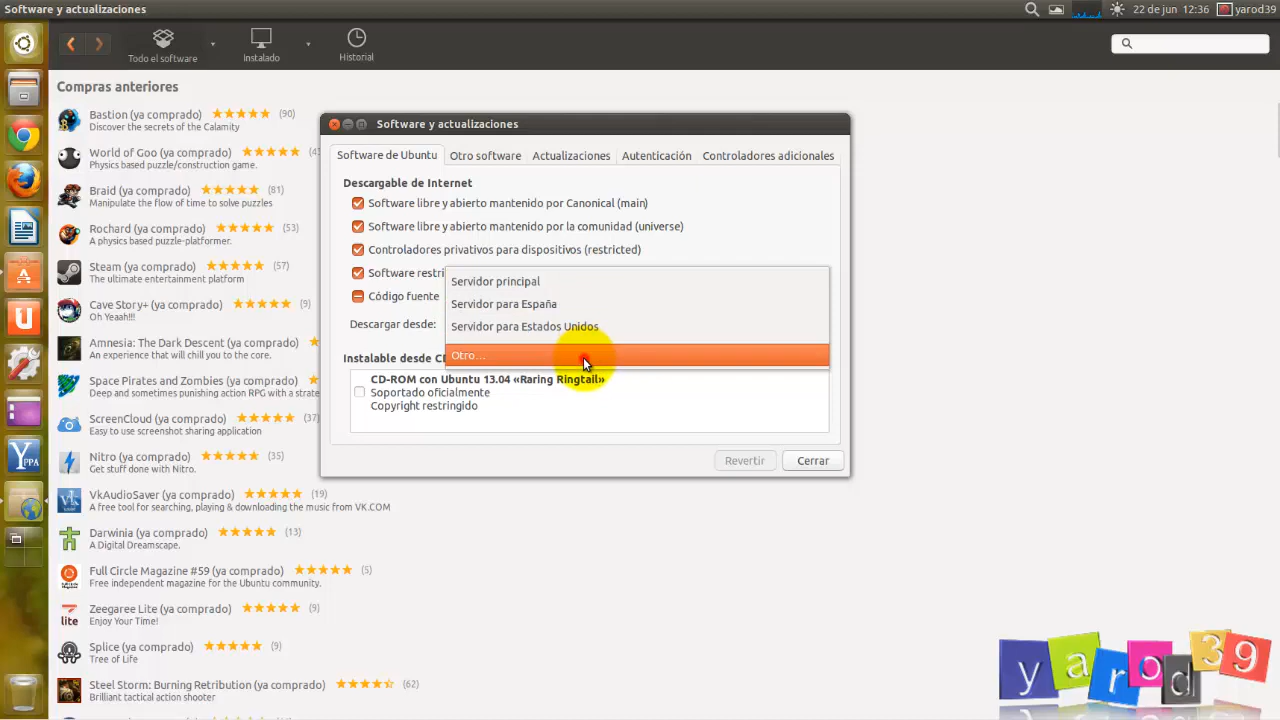 Software y actualizaciones
22 de jun 12:36 yarod39
Todo el software
Instalado
Historial
Compras anteriores
Bastion (ya comprado) (90)
Discover the secrets of the Calamity
World of Goo (ya comprado)
Physics based puzzle/construction game.
Braid (ya comprado) (81)
Manipulate the flow of time to solve puzzles
Rochard (ya comprado) (53)
A physics based puzzle-platformer.
Steam (ya comprado) (57)
The ultimate entertainment platform
Cave Story+ (ya comprado) (9)
Oh Yeaah!!!
Amnesia: The Dark Descent (ya comprado)
An experience that will chill you to the core.
Space Pirates and Zombies (ya comprado)
Deep and sometimes punishing action RPG with a strate
ScreenCloud (ya comprado) (37)
Easy to use screenshot sharing application
Nitro (ya comprado) (35)
Get stuff done with Nitro.
VkAudioSaver (ya comprado) (19)
A free tool for searching, playing & downloading the music from VK.COM
Darwinia (ya comprado) (13)
A Digital Dreamscape.
Full Circle Magazine #59 (ya comprado) (5)
Free independent magazine for the Ubuntu community.
Zeegaree Lite (ya comprado) (9)
Enjoy Your Time!
Splice (ya comprado) (9)
Tree of Life
Steel Storm: Burning Retribution (ya comprado) (62)
Brilliant tactical action shooter
lite
Software y actualizaciones
Software de Ubuntu
Otro software
Actualizaciones
Autenticación
Controladores adicionales
Descargable de Internet
Software libre y abierto mantenido por Canonical (main)
Software libre y abierto mantenido por la comunidad (universe)
Controladores privativos para dispositivos (restricted)
Software restri
Código fuente
Descargar desde:
Servidor principal
Servidor para España
Servidor para Estados Unidos
Otro...
Instalable desde CD
CD-ROM con Ubuntu 13.04 «Raring Ringtail»
Soportado oficialmente
Copyright restringido
Revertir
Cerrar
yarod39